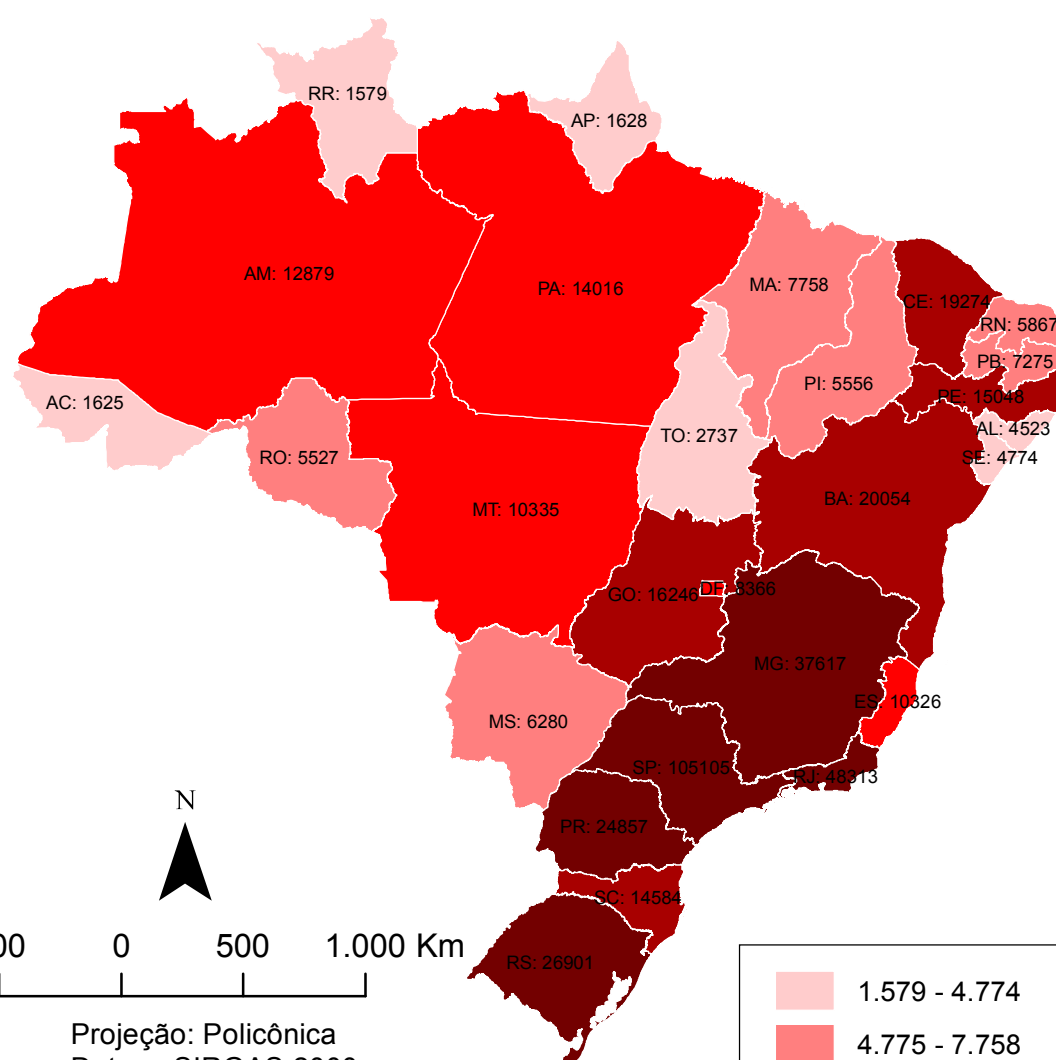 RR: 1579
AP: 1628
AM: 12879
PA: 14016
MA: 7758
CE: 19274
RN: 5867
PB: 7275
PI: 5556
PE: 15048
AC: 1625
AL: 4523
TO: 2737
SE: 4774
RO: 5527
BA: 20054
MT: 10335
GO: 16246
DF: 8366
MG: 37617
ES: 10326
MS: 6280
SP: 105105
RJ: 48313
N
PR: 24857
SC: 14584
0 500 1.000 Km
RS: 26901
1.579 - 4.774
Projeção: Policônica
4.775 - 7.758